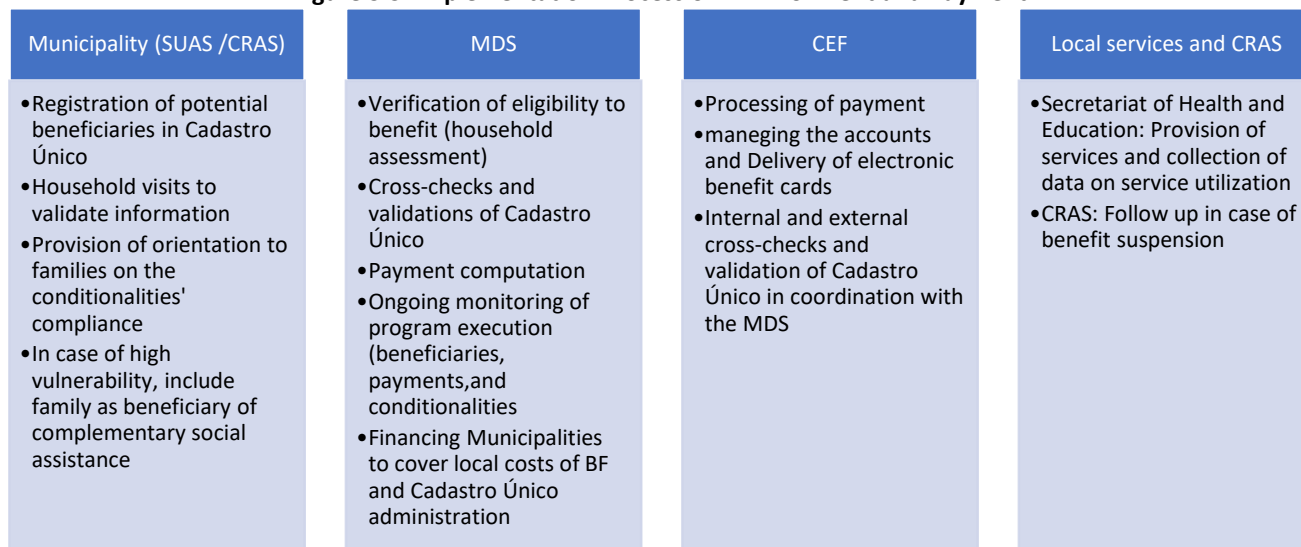 Municipality (SUAS /CRAS)
•Registration of potential
beneficiaries in Cadastro
Único
•Household visits to
validate information
•Provision of orientation to
families on the
conditionalities'
compliance
•In case of high
vulnerability, include
family as beneficiary of
complementary social
assistance
MDS
•Verification of eligibility to
benefit (household
assessment)
•Cross-checks and
validations of Cadastro
Único
•Payment computation
•Ongoing monitoring of
program execution
(beneficiaries,
payments,and
conditionalities
•Financing Municipalities
to cover local costs of BF
and Cadastro Único
administration
CEF
•Processing of payment
•maneging the accounts
and Delivery of electronic
benefit cards
•Internal and external
cross-checks and
validation of Cadastro
Único in coordination with
the MDS
Local services and CRAS
•Secretariat of Health and
Education: Provision of
services and collection of
data on service utilization
•CRAS: Follow up in case of
benefit suspension